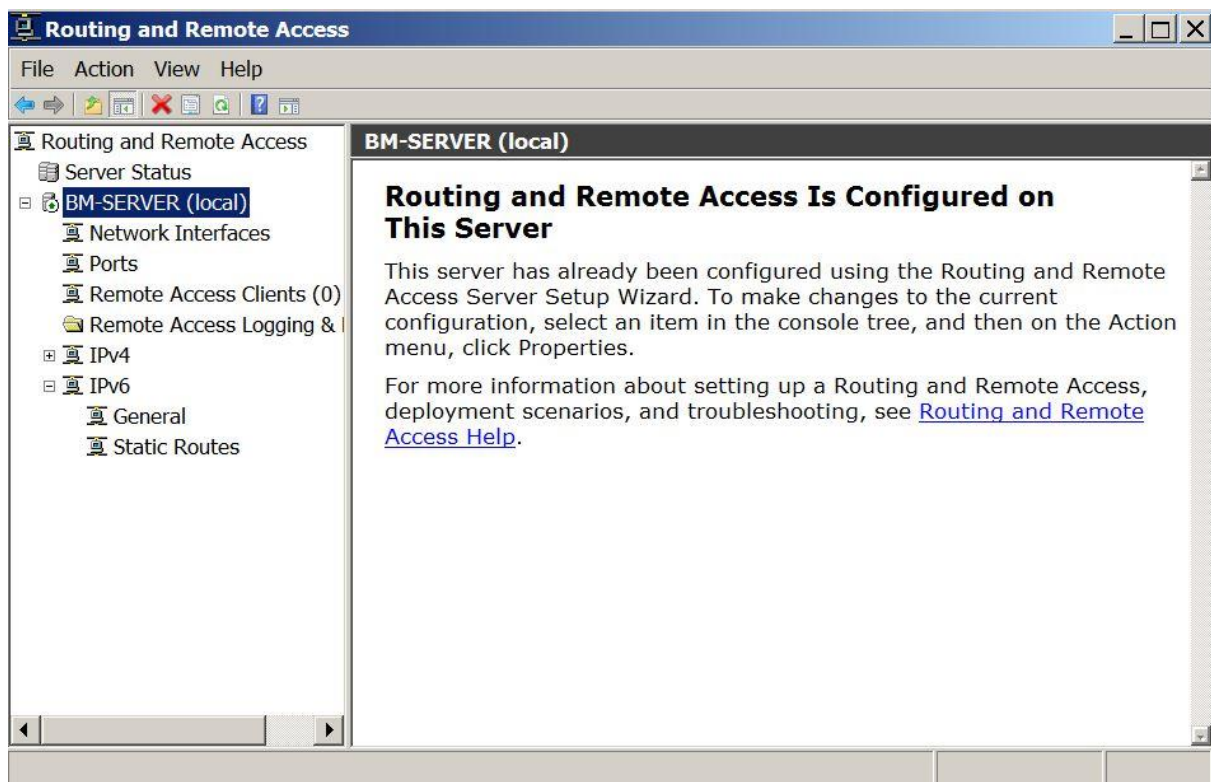 Routing and Remote Access
File Action View Help
Routing and Remote Access
Server Status
BM-SERVER (local)
Network Interfaces
Ports
Remote Access Clients (0)
Remote Access Logging &
IPv4
IPv6
General
Static Routes
BM-SERVER (local)
Routing and Remote Access Is Configured on
This Server
This server has already been configured using the Routing and Remote
Access Server Setup Wizard. To make changes to the current
configuration, select an item in the console tree, and then on the Action
menu, click Properties.
For more information about setting up a Routing and Remote Access,
deployment scenarios, and troubleshooting, see Routing and Remote
Access Help.